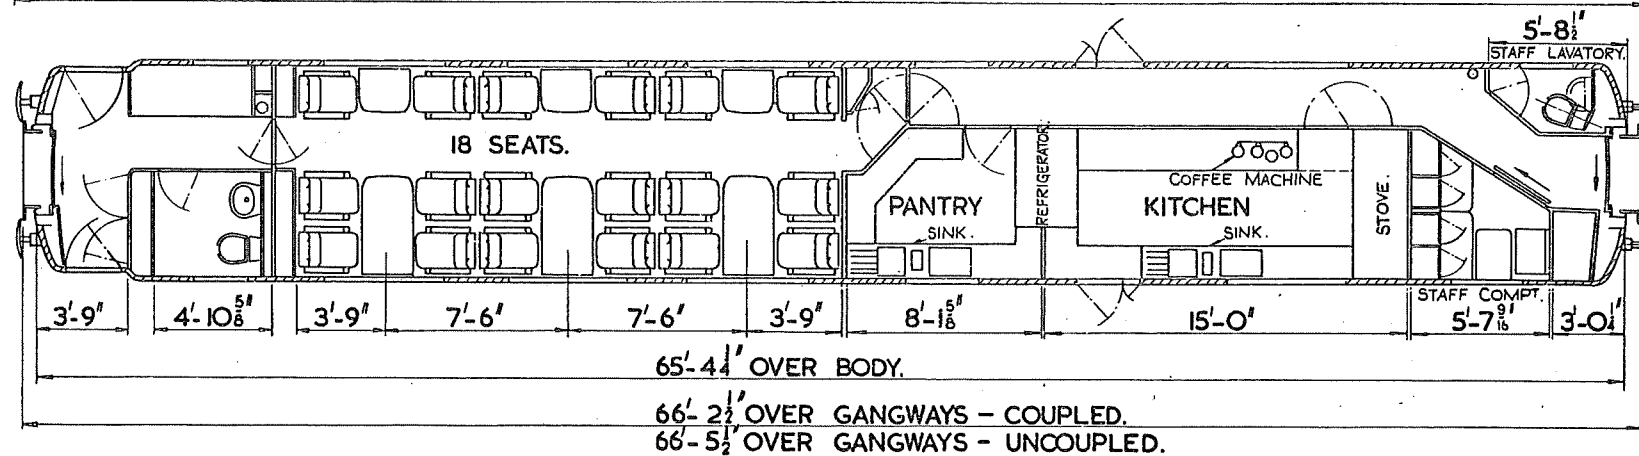 5'-8½"
STAFF LAVATORY.
18 SEATS.
REFRIGERATOR.
COFFEE MACHINE
PANTRY
KITCHEN
STOVE.
SINK.
SINK.
STAFF COMPT.
3'-9"
4'-10⅝"
3'-9"
7'-6"
7'-6"
3'-9"
8'-1⅝"
15'-0"
5'-7 9/16"
3'-0¼"
65'-4¼" OVER BODY.
66'-2½" OVER GANGWAYS - COUPLED.
66'-5½" OVER GANGWAYS - UNCOUPLED.